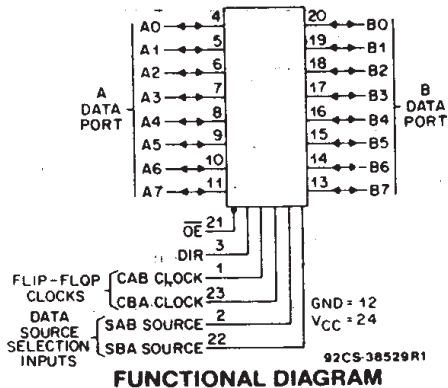 A0 4 20 B0
A1 5 19 B1
A2 6 18 B2
A3 7 17 B3
A4 8 16 B4
A5 9 15 B5
A6 10 14 B6
A7 11 13 B7
A
DATA
PORT
B
DATA
PORT
OE 21
DIR 3
FLIP-FLOP
CLOCKS
CAB CLOCK 1
CBA CLOCK 23
DATA
SOURCE
SELECTION
INPUTS
SAB SOURCE 2
SBA SOURCE 22
GND = 12
VCC = 24
92CS-38529R1
FUNCTIONAL DIAGRAM